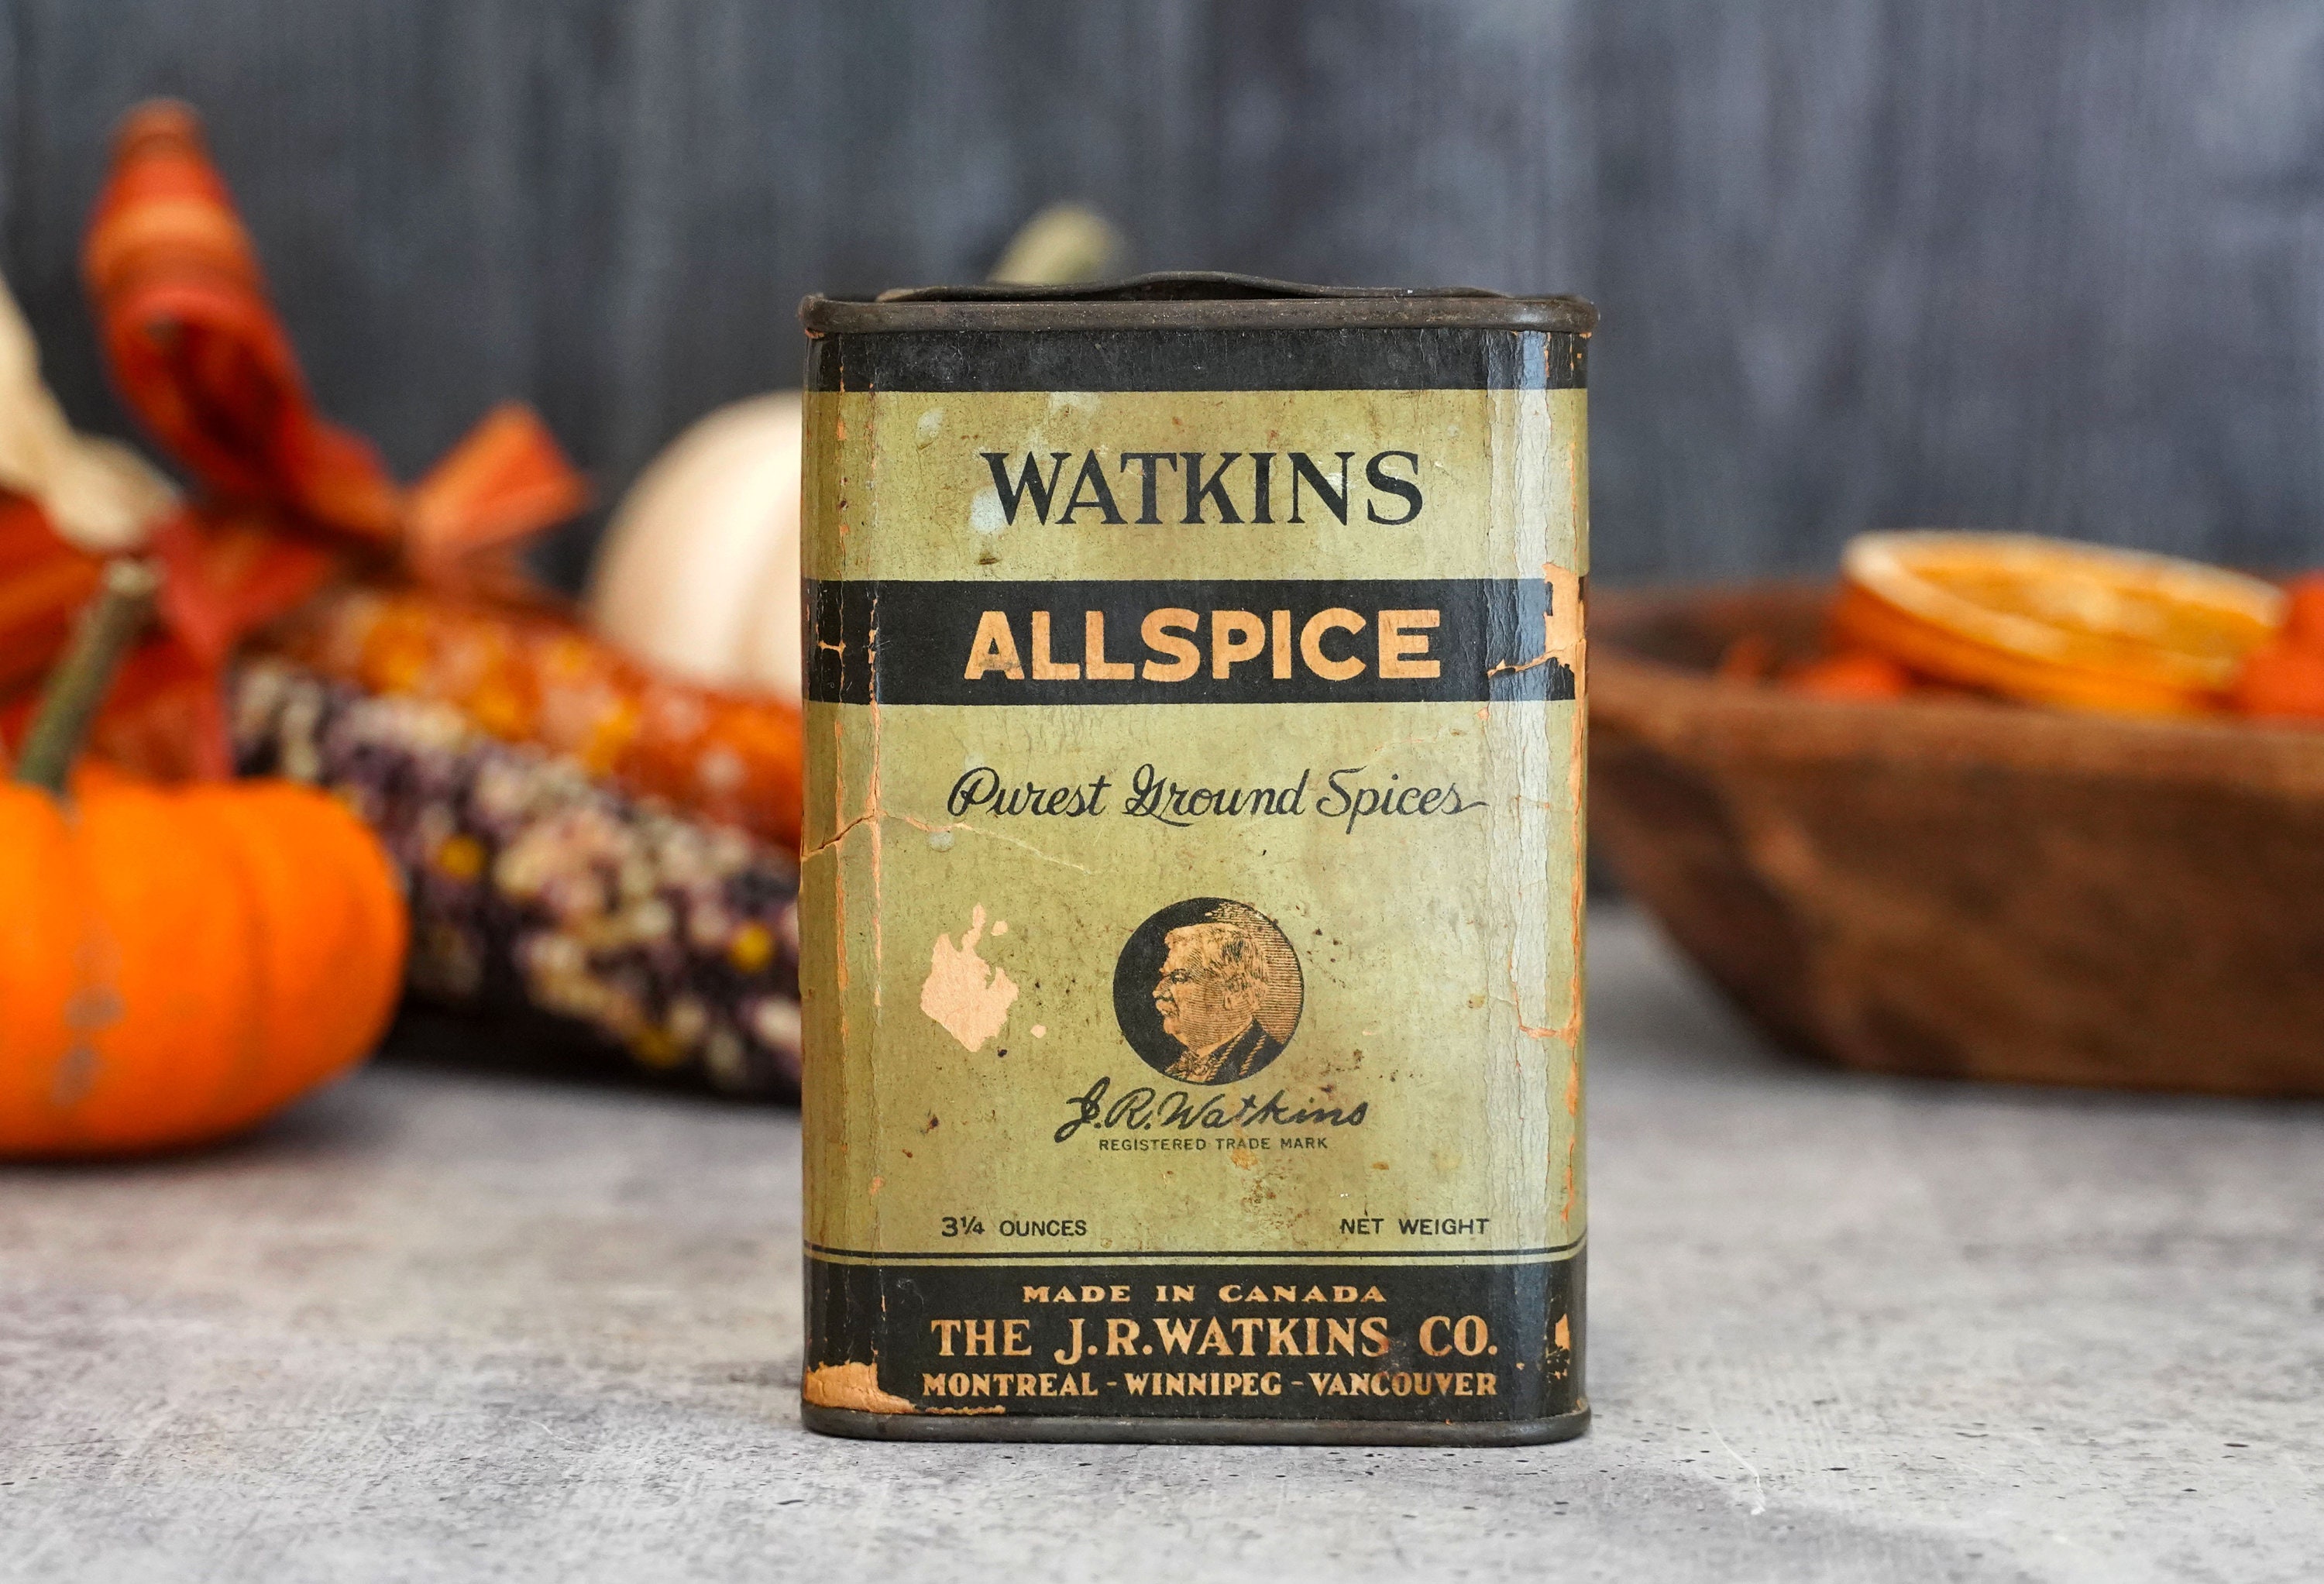 WATKINS
ALLSPICE
Purest Ground Spices
J.R. Watkins
REGISTERED TRADE MARK
3¼ OUNCES NET WEIGHT
MADE IN CANADA
THE J.R.WATKINS CO.
MONTREAL - WINNIPEG - VANCOUVER